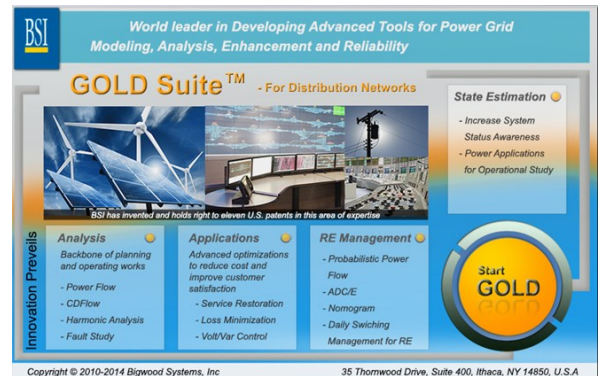 BSI
World leader in Developing Advanced Tools for Power Grid
Modeling, Analysis, Enhancement and Reliability
GOLD Suite™ - For Distribution Networks
BSI has invented and holds right to eleven U.S. patents in this area of expertise
State Estimation
- Increase System
Status Awareness
- Power Applications
for Operational Study
Innovation Preveils
Analysis
Backbone of planning
and operating works
- Power Flow
- CDFlow
- Harmonic Analysis
- Fault Study
Applications
Advanced optimizations
to reduce cost and
improve customer
satisfaction
- Service Restoration
- Loss Minimization
- Volt/Var Control
RE Management
- Probabilistic Power
Flow
- ADC/E
- Nomogram
- Daily Swiching
Management for RE
Start
GOLD
Copyright © 2010-2014 Bigwood Systems, Inc
35 Thornwood Drive, Suite 400, Ithaca, NY 14850, U.S.A